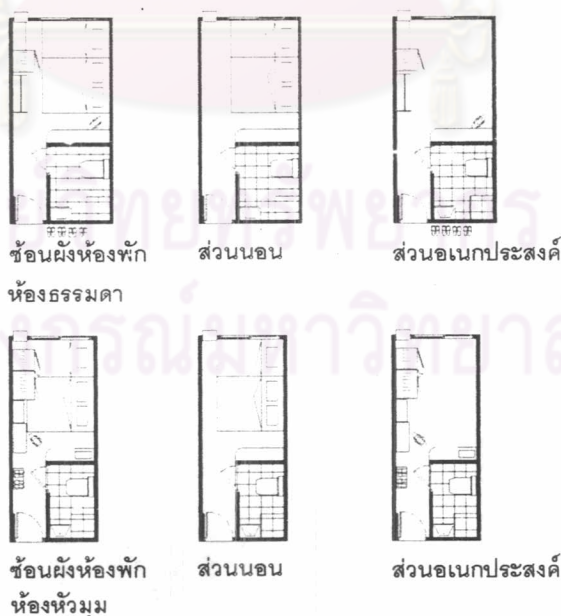 ซ้อนผังห้องพัก ส่วนนอน ส่วนอเนกประสงค์
ห้องธรรมดา
ซ้อนผังห้องพัก ส่วนนอน ส่วนอเนกประสงค์
ห้องหัวมุม